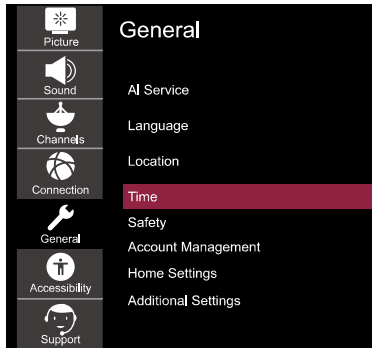 Picture
Sound
Channels
Connection
General
Accessibility
Support
General
AI Service
Language
Location
Time
Safety
Account Management
Home Settings
Additional Settings